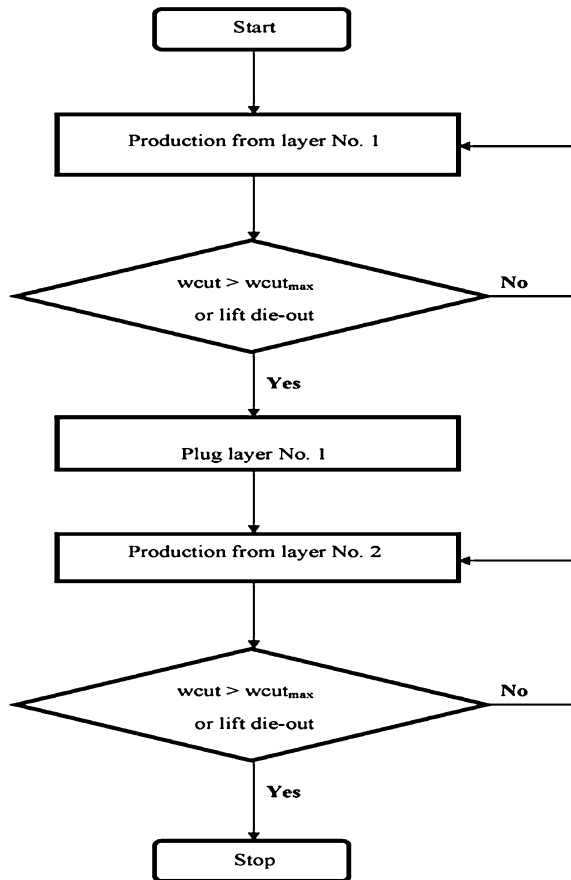 Start
Production from layer No. 1
wcut > wcutmax
or lift die-out
No
Yes
Plug layer No. 1
Production from layer No. 2
wcut > wcutmax
or lift die-out
No
Yes
Stop